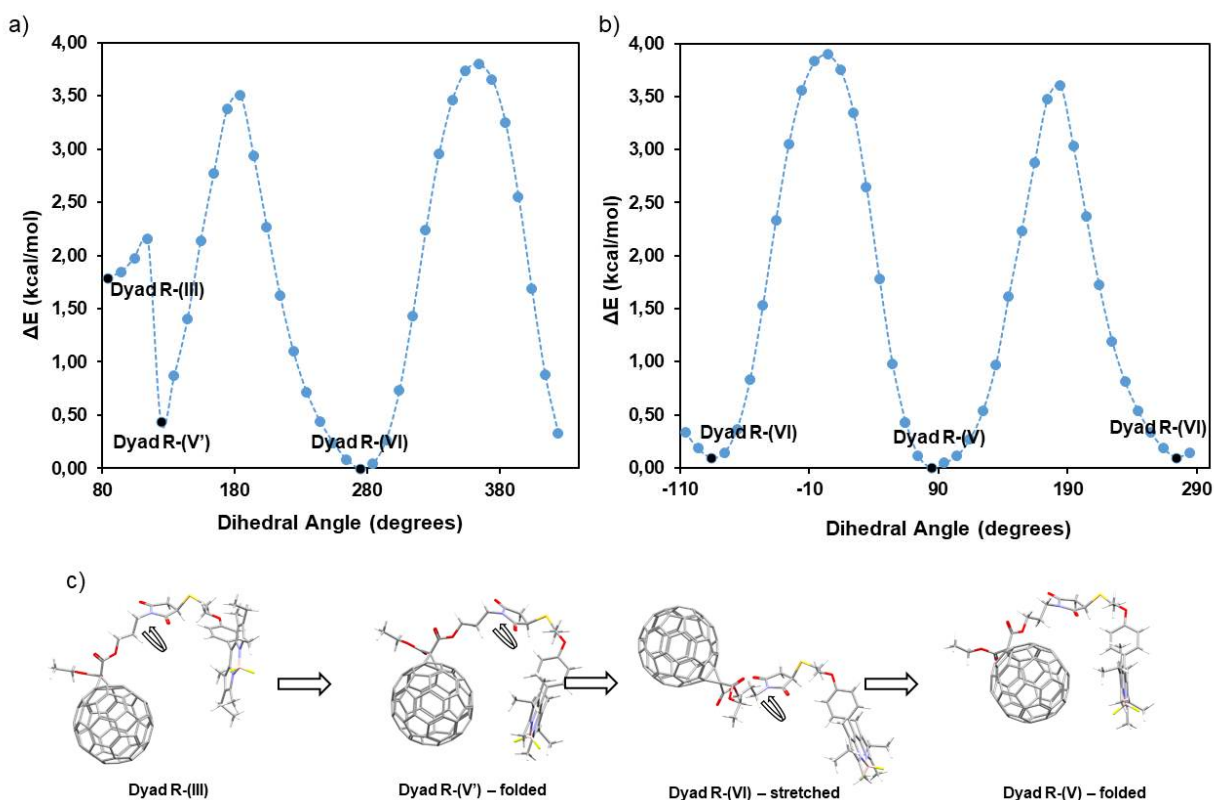 a)
4,00
3,50
3,00
2,50
2,00
1,50
1,00
0,50
0,00
ΔE (kcal/mol)
Dyad R-(III)
Dyad R-(V')
Dyad R-(VI)
80
180
280
380
Dihedral Angle (degrees)
b)
4,00
3,50
3,00
2,50
2,00
1,50
1,00
0,50
0,00
ΔE (kcal/mol)
Dyad R-(VI)
Dyad R-(V)
Dyad R-(VI)
-110
-10
90
190
290
Dihedral Angle (degrees)
c)
Dyad R-(III)
Dyad R-(V') – folded
Dyad R-(VI) – stretched
Dyad R-(V) – folded